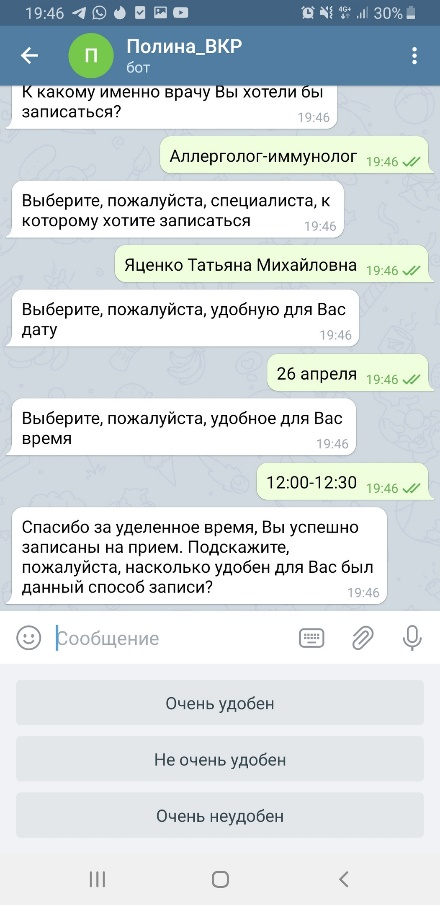 19:46
4G+
30%
П
Полина_ВКР
бот
К какому именно врачу Вы хотели бы
записаться?
19:46
Аллерголог-иммунолог
19:46
Выберите, пожалуйста, специалиста, к
которому хотите записаться
19:46
Яценко Татьяна Михайловна
19:46
Выберите, пожалуйста, удобную для Вас
дату
19:46
26 апреля
19:46
Выберите, пожалуйста, удобное для Вас
время
19:46
12:00-12:30
19:46
Спасибо за уделенное время, Вы успешно
записаны на прием. Подскажите,
пожалуйста, насколько удобен для Вас был
данный способ записи?
19:46
Сообщение
Очень удобен
Не очень удобен
Очень неудобен